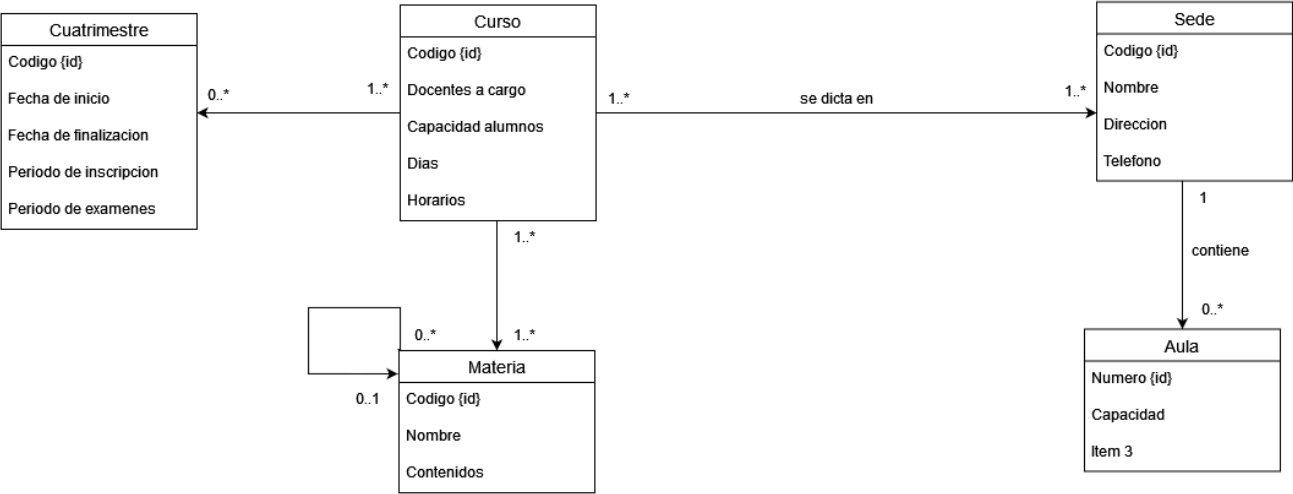 Cuatrimestre
Codigo {id}
Fecha de inicio
Fecha de finalizacion
Periodo de inscripcion
Periodo de examenes
0..*
1..*
Curso
Codigo {id}
Docentes a cargo
Capacidad alumnos
Dias
Horarios
1..*
se dicta en
1..*
Sede
Codigo {id}
Nombre
Direccion
Telefono
1..*
1..*
1
contiene
0..*
0..*
0..1
Materia
Codigo {id}
Nombre
Contenidos
Aula
Numero {id}
Capacidad
Item 3